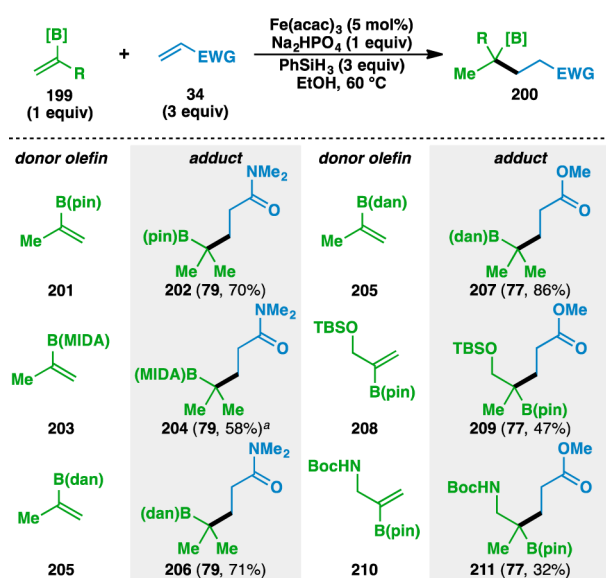 [B]
R
199
(1 equiv)
+
EWG
34
(3 equiv)
Fe(acac)3 (5 mol%)
Na2HPO4 (1 equiv)
PhSiH3 (3 equiv)
EtOH, 60 °C
R [B]
Me
EWG
200
donor olefin adduct donor olefin adduct
B(pin)
Me
201
NMe2
O
(pin)B
Me Me
202 (79, 70%)
B(dan)
Me
205
OMe
O
(dan)B
Me Me
207 (77, 86%)
B(MIDA)
Me
203
NMe2
O
(MIDA)B
Me Me
204 (79, 58%)a
TBSO
B(pin)
208
OMe
O
TBSO
Me B(pin)
209 (77, 47%)
B(dan)
Me
205
NMe2
O
(dan)B
Me Me
206 (79, 71%)
BocHN
B(pin)
210
OMe
O
BocHN
Me B(pin)
211 (77, 32%)